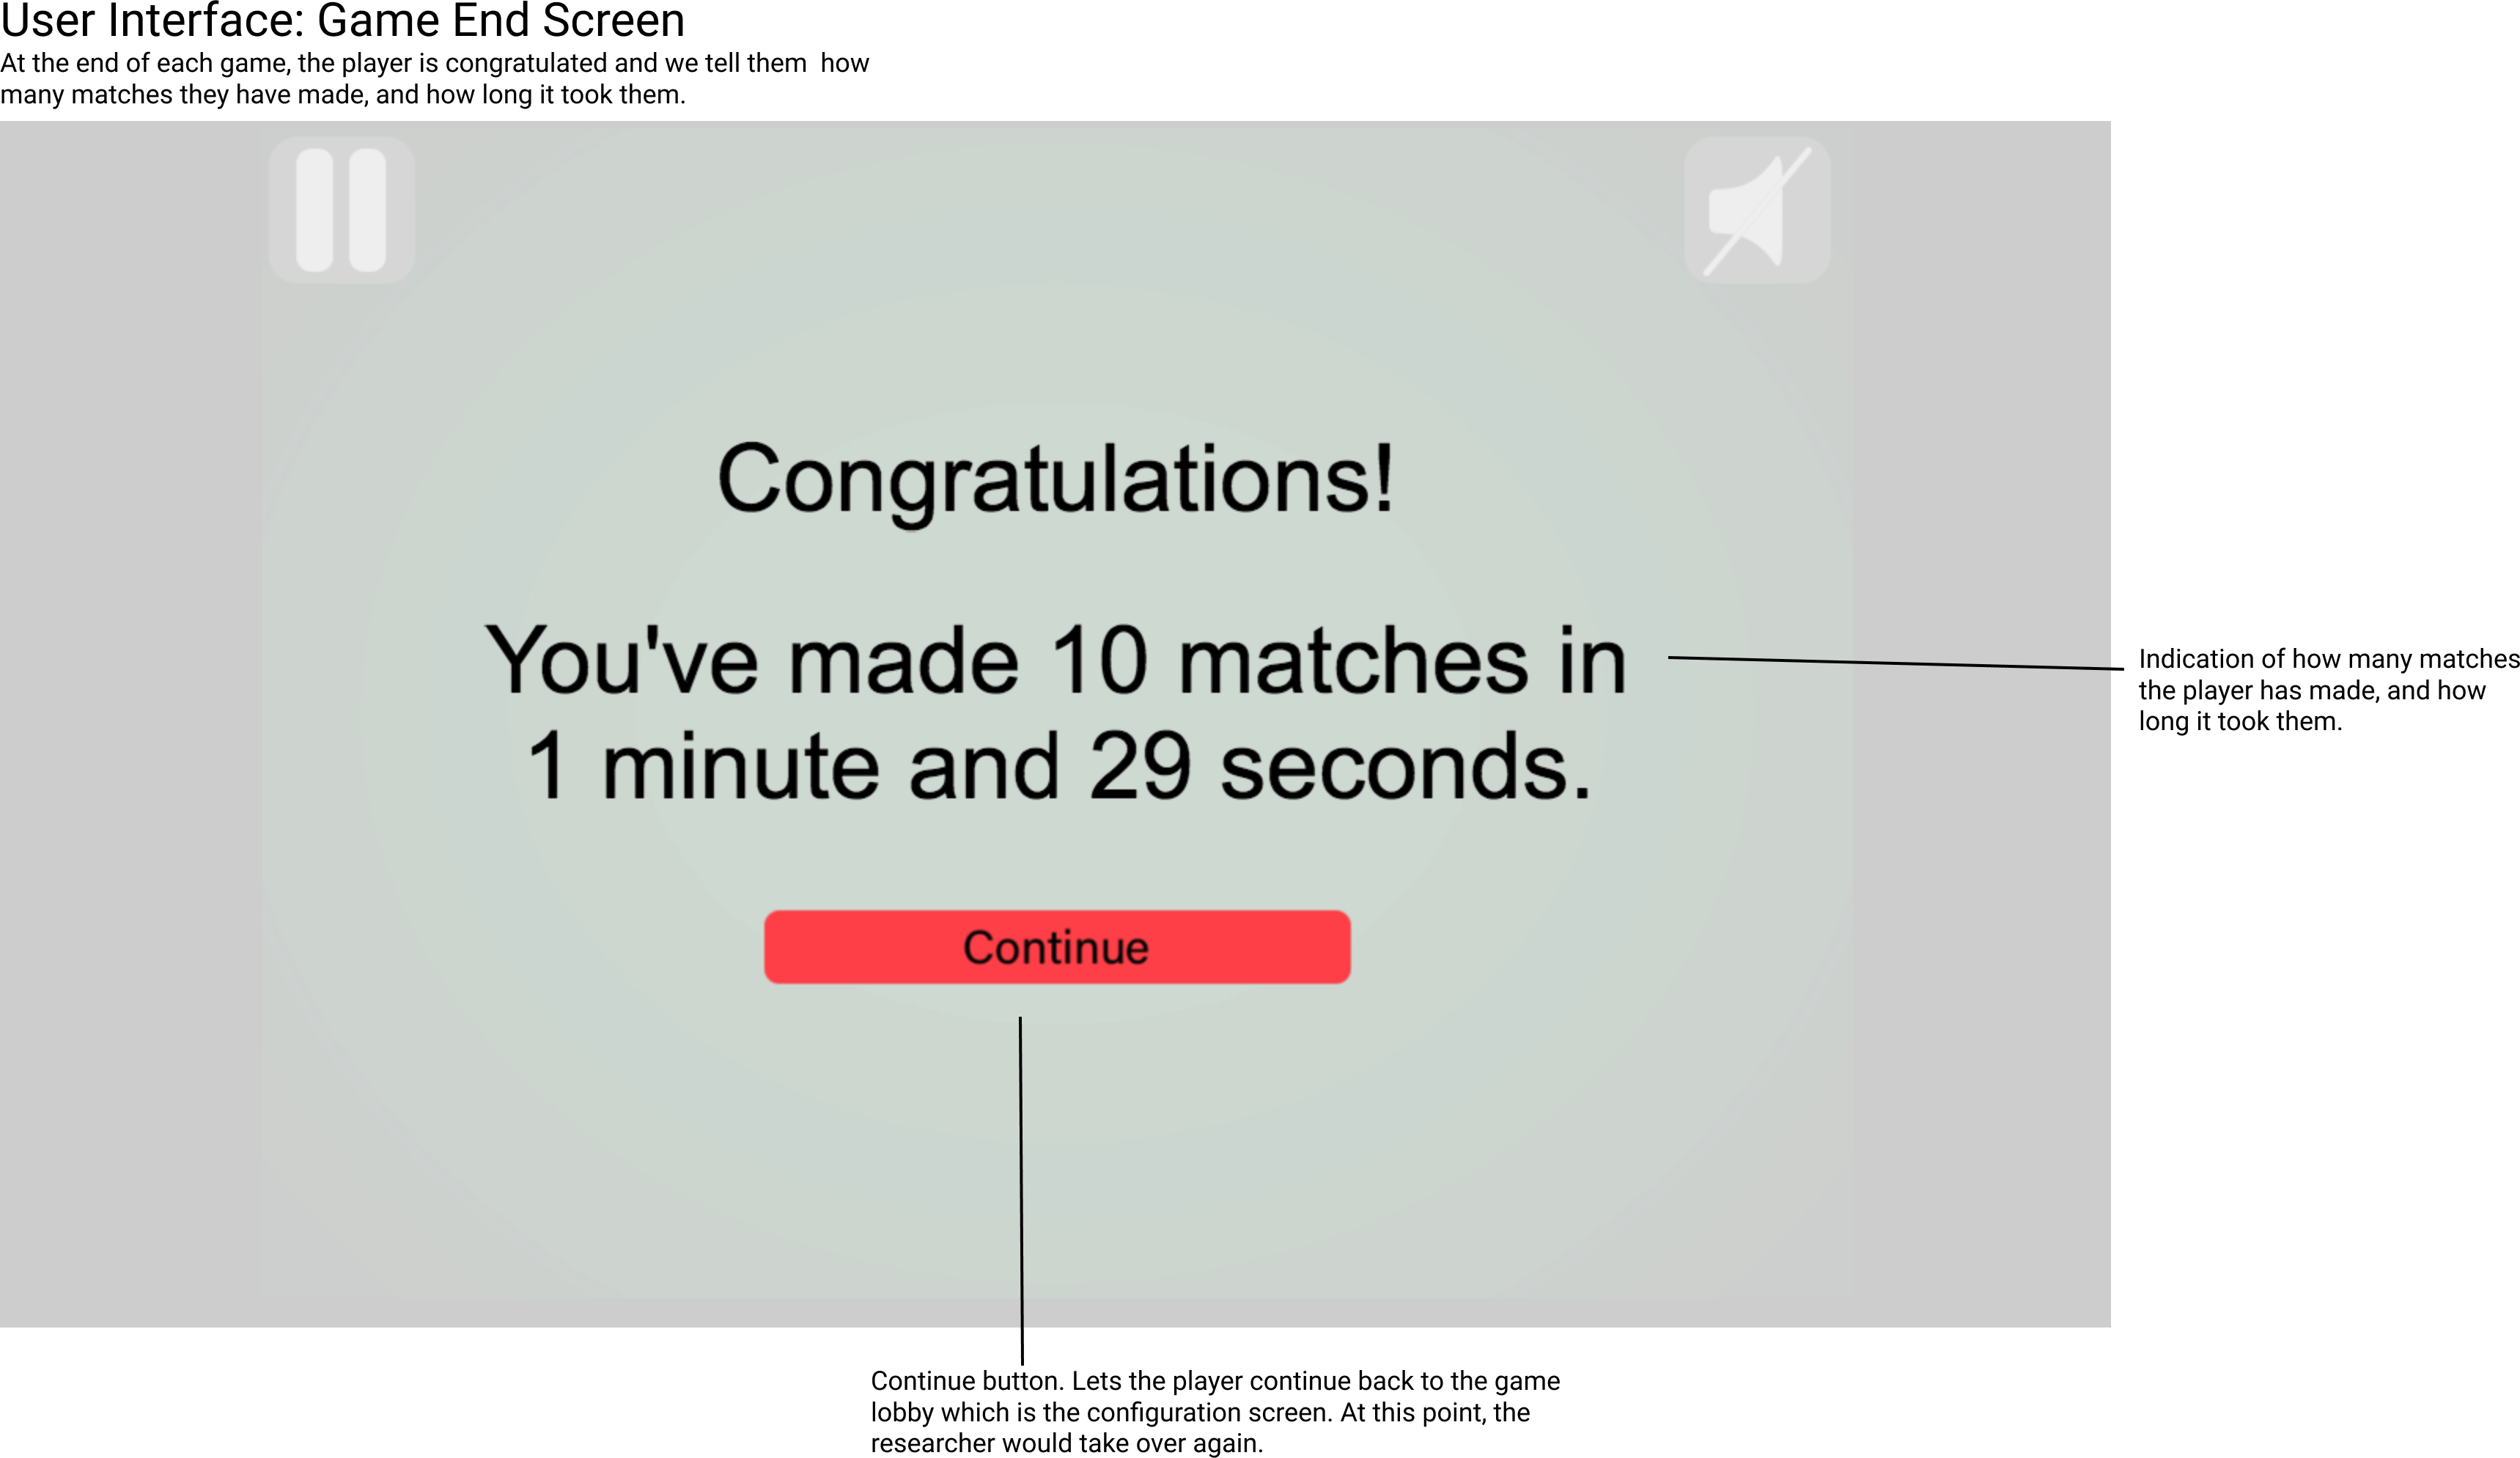 User Interface: Game End Screen
At the end of each game, the player is congratulated and we tell them  how
many matches they have made, and how long it took them.
Congratulations!
You've made 10 matches in
1 minute and 29 seconds.
Indication of how many matches
the player has made, and how
long it took them.
Continue
Continue button. Lets the player continue back to the game
lobby which is the configuration screen. At this point, the
researcher would take over again.